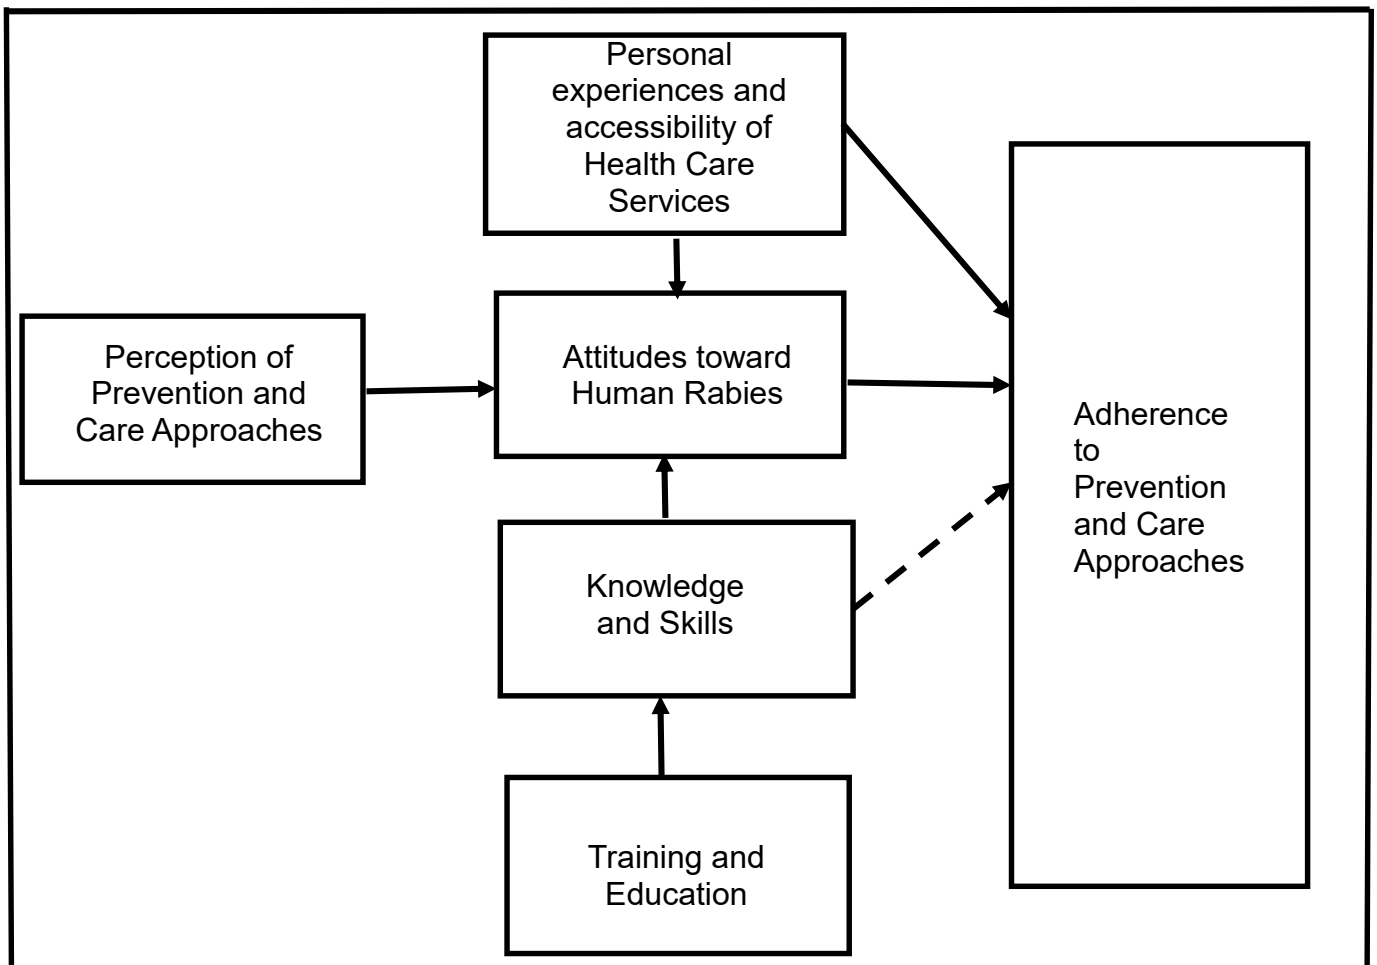 Personal
experiences and
accessibility of
Health Care
Services
Perception of
Prevention and
Care Approaches
Attitudes toward
Human Rabies
Adherence
to
Prevention
and Care
Approaches
Knowledge
and Skills
Training and
Education